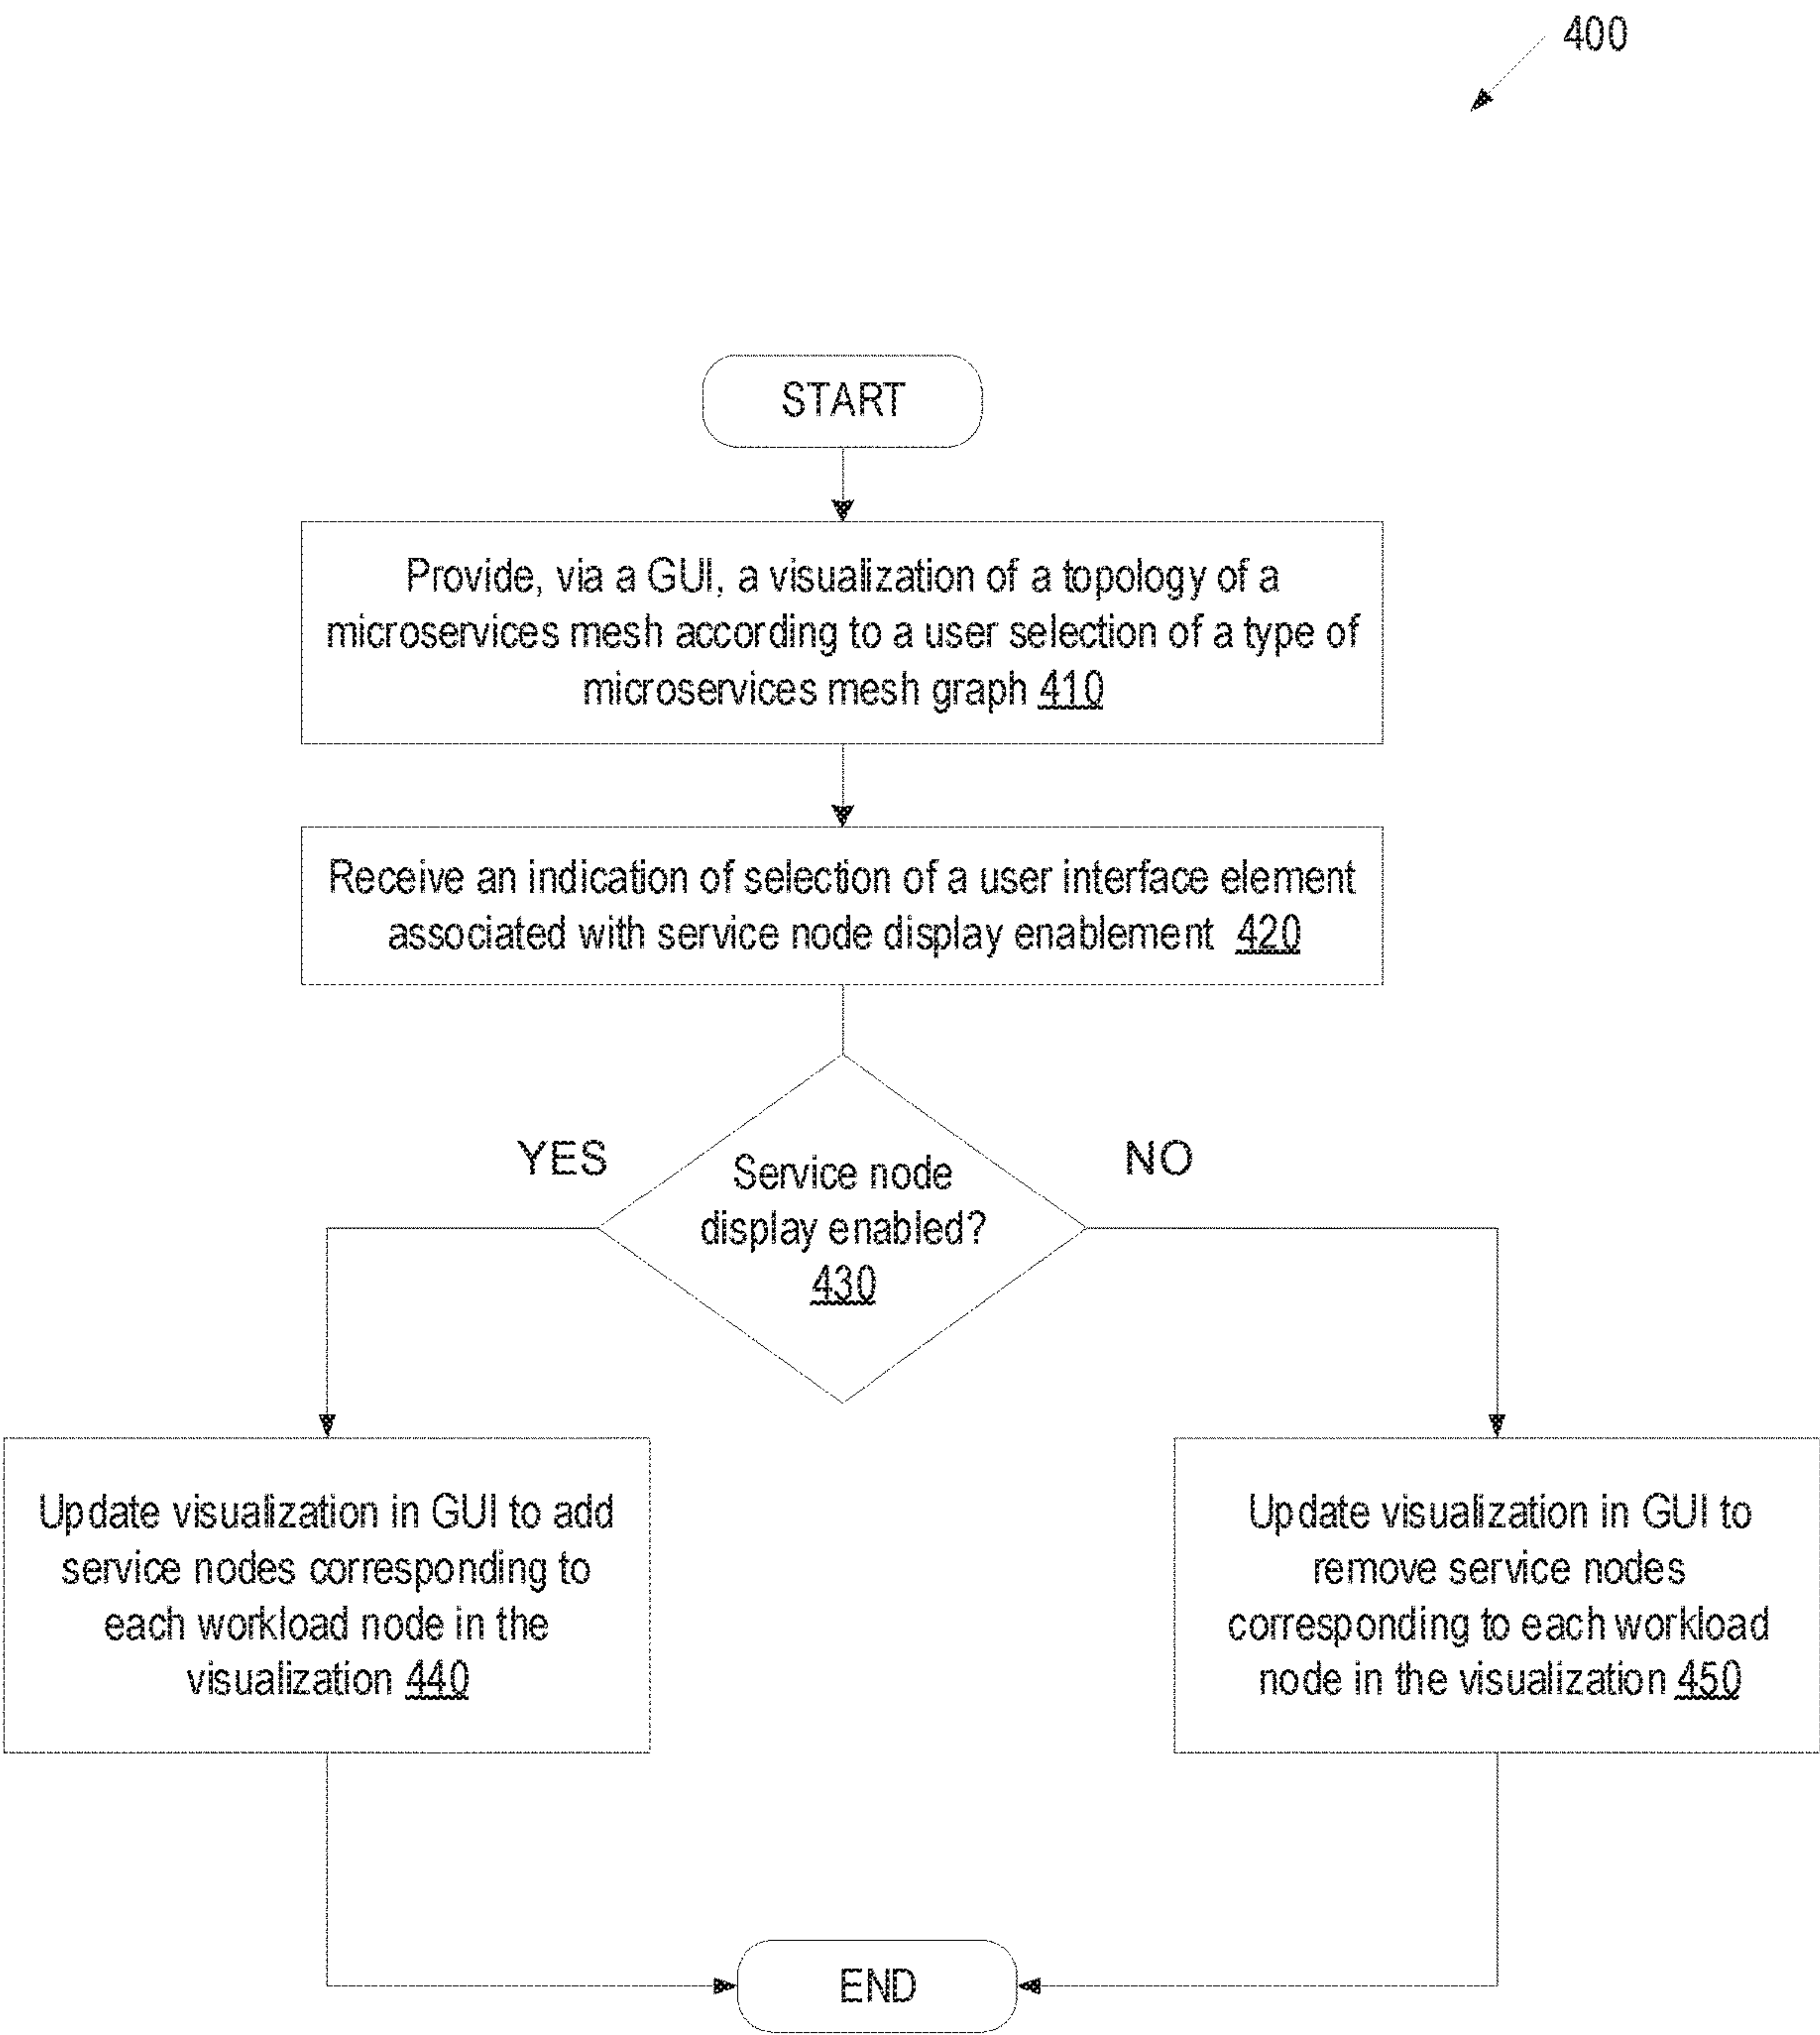 400
START
Provide, via a GUI, a visualization of a topology of a
microservices mesh according to a user selection of a type of
microservices mesh graph 410
Receive an indication of selection of a user interface element
associated with service node display enablement 420
YES
NO
Service node
display enabled?
430
Update visualization in GUI to add
service nodes corresponding to
each workload node in the
visualization 440
Update visualization in GUI to
remove service nodes
corresponding to each workload
node in the visualization 450
END